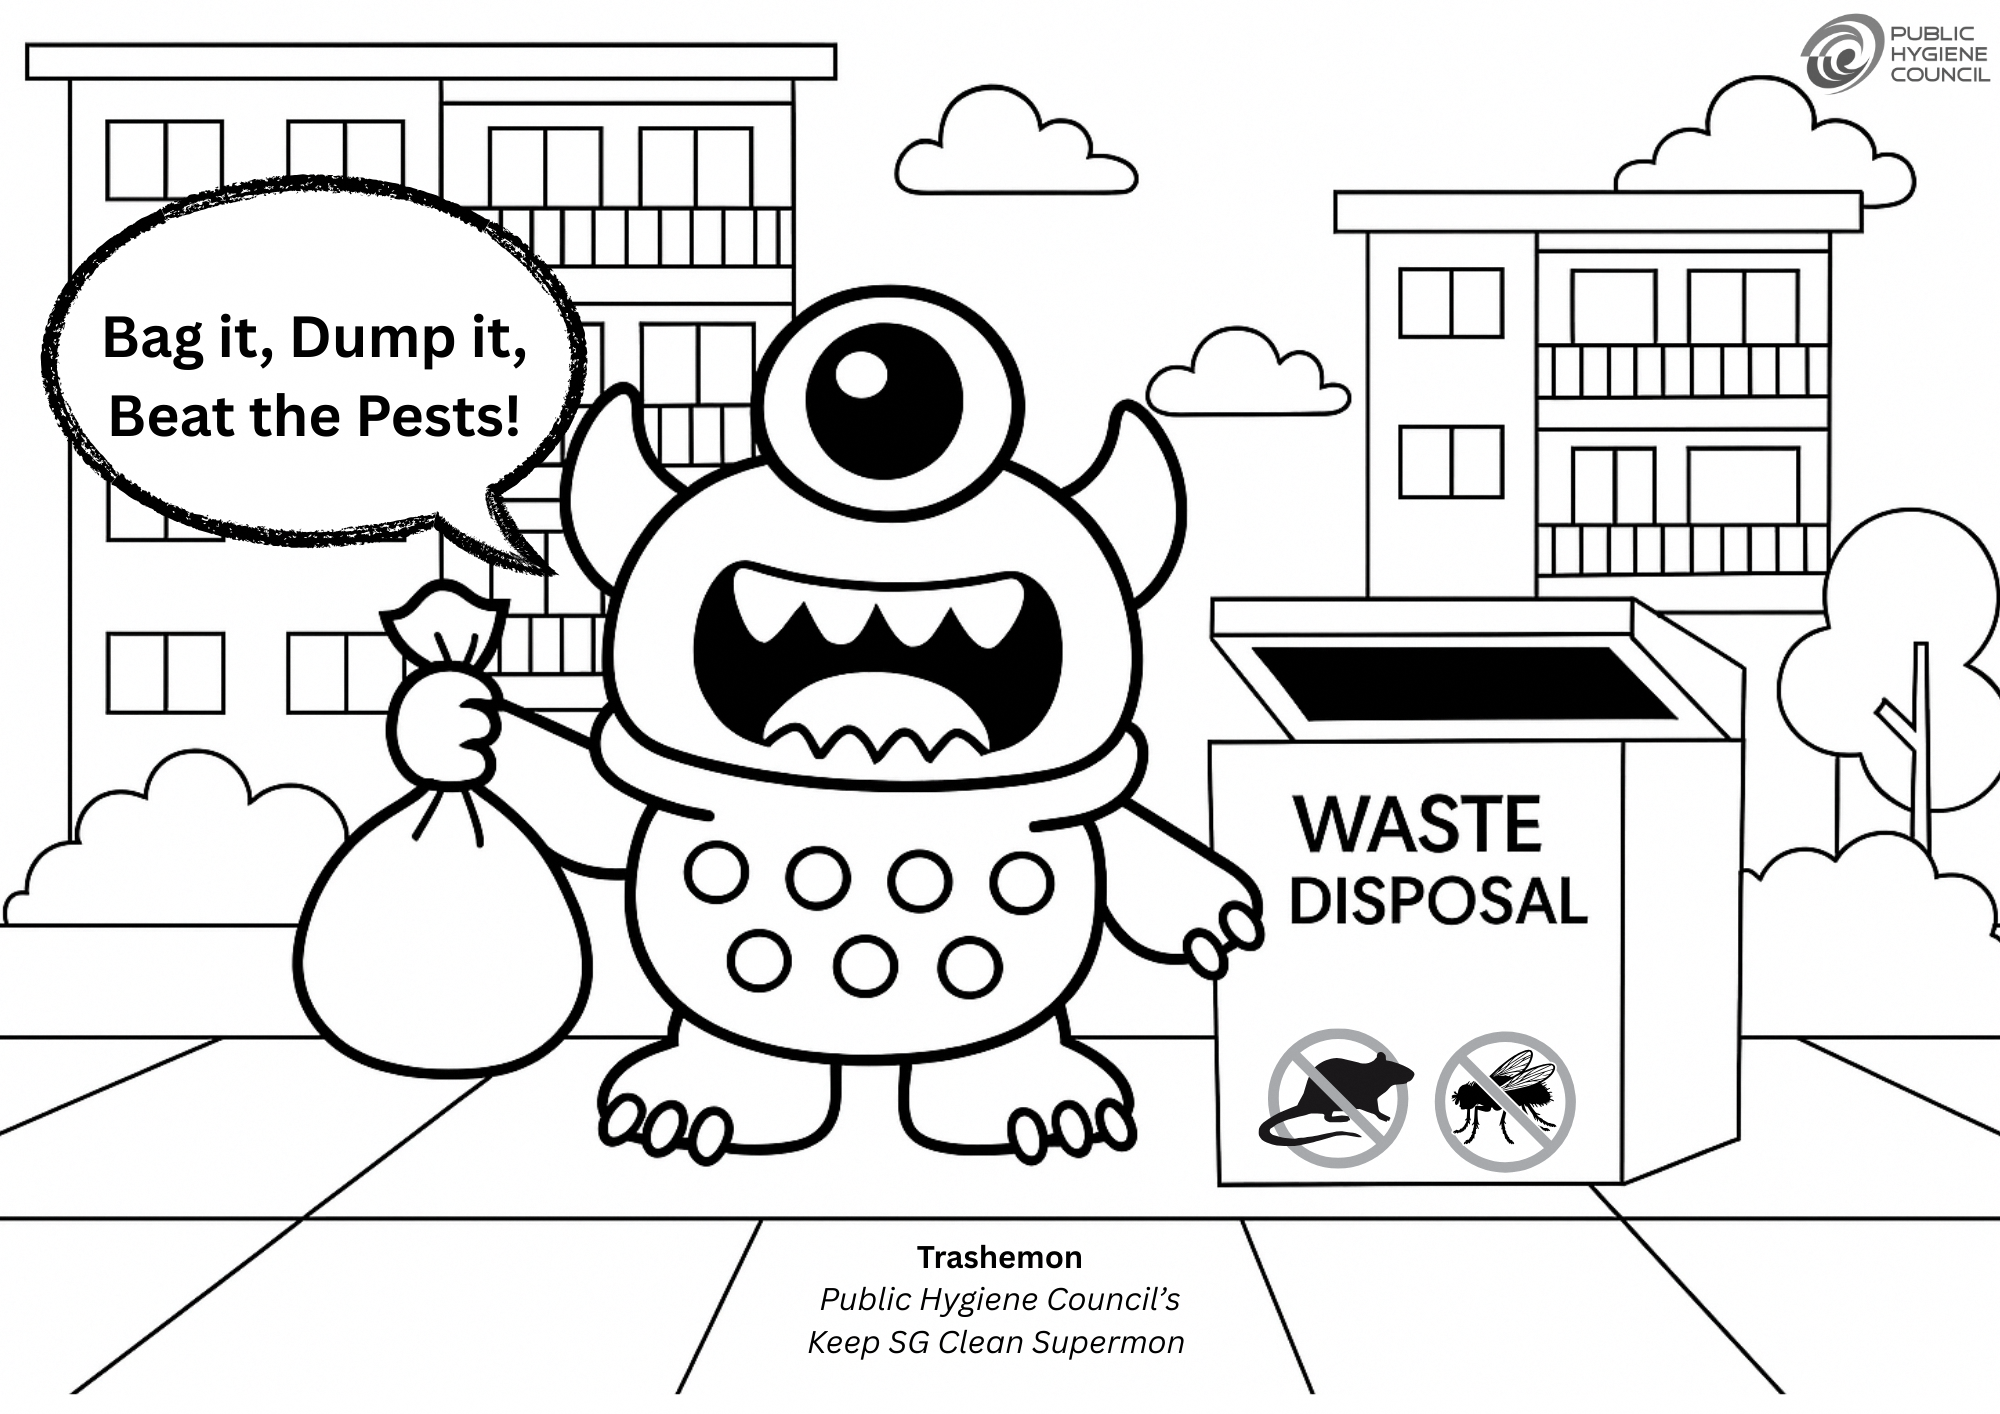 PUBLIC
HYGIENE
COUNCIL
Bag it, Dump it,
Beat the Pests!
WASTE
DISPOSAL
Trashemon
Public Hygiene Council’s
Keep SG Clean Supermon